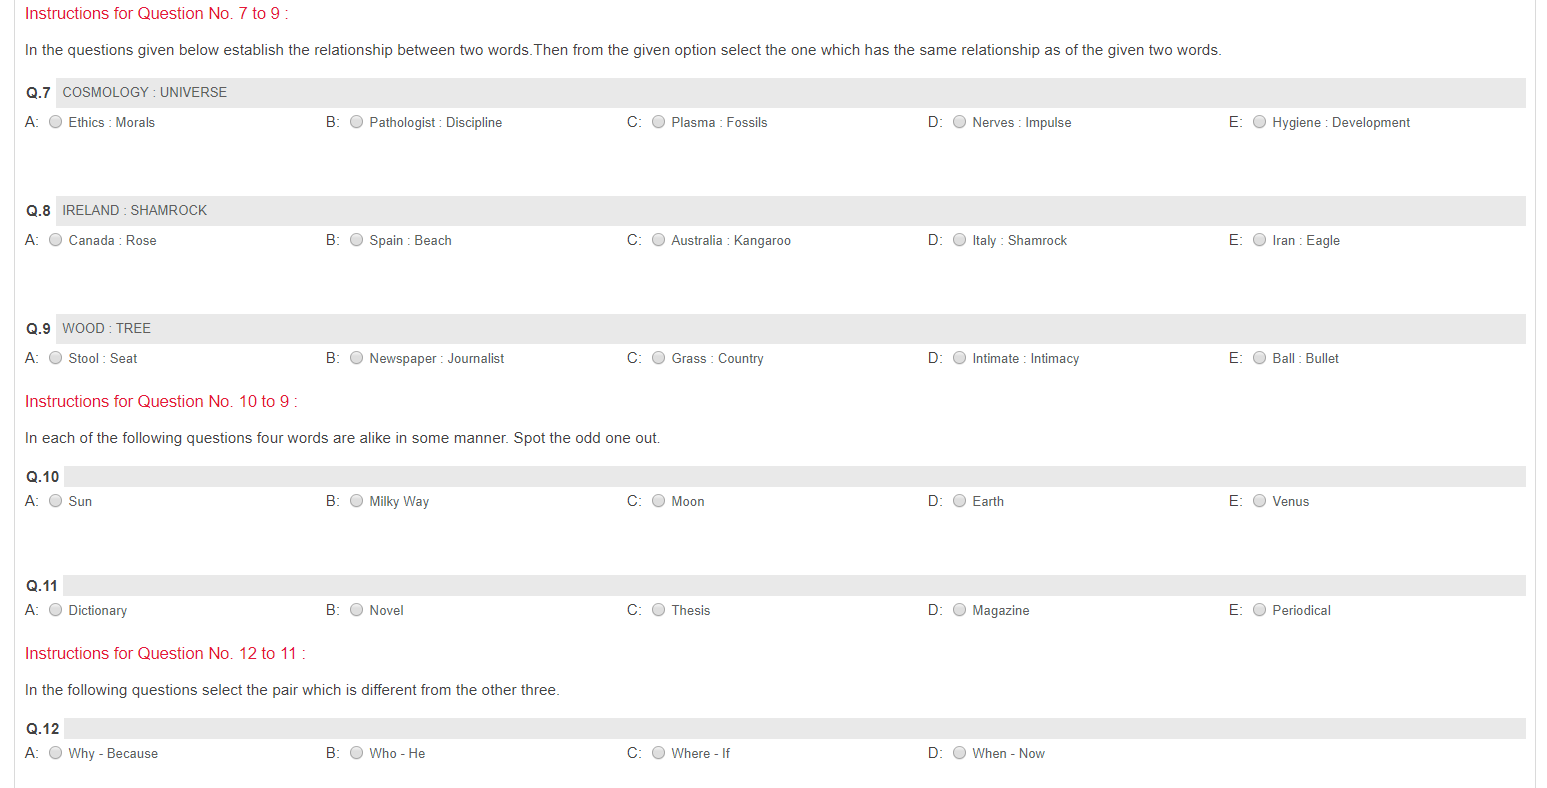 Instructions for Question No. 7 to 9 :
In the questions given below establish the relationship between two words.Then from the given option select the one which has the same relationship as of the given two words.
Q.7 COSMOLOGY : UNIVERSE
A: Ethics : Morals B: Pathologist : Discipline C: Plasma : Fossils D: Nerves : Impulse E: Hygiene : Development
Q.8 IRELAND : SHAMROCK
A: Canada : Rose B: Spain : Beach C: Australia : Kangaroo D: Italy : Shamrock E: Iran : Eagle
Q.9 WOOD : TREE
A: Stool : Seat B: Newspaper : Journalist C: Grass : Country D: Intimate : Intimacy E: Ball : Bullet
Instructions for Question No. 10 to 9 :
In each of the following questions four words are alike in some manner. Spot the odd one out.
Q.10
A: Sun B: Milky Way C: Moon D: Earth E: Venus
Q.11
A: Dictionary B: Novel C: Thesis D: Magazine E: Periodical
Instructions for Question No. 12 to 11 :
In the following questions select the pair which is different from the other three.
Q.12
A: Why - Because B: Who - He C: Where - If D: When - Now